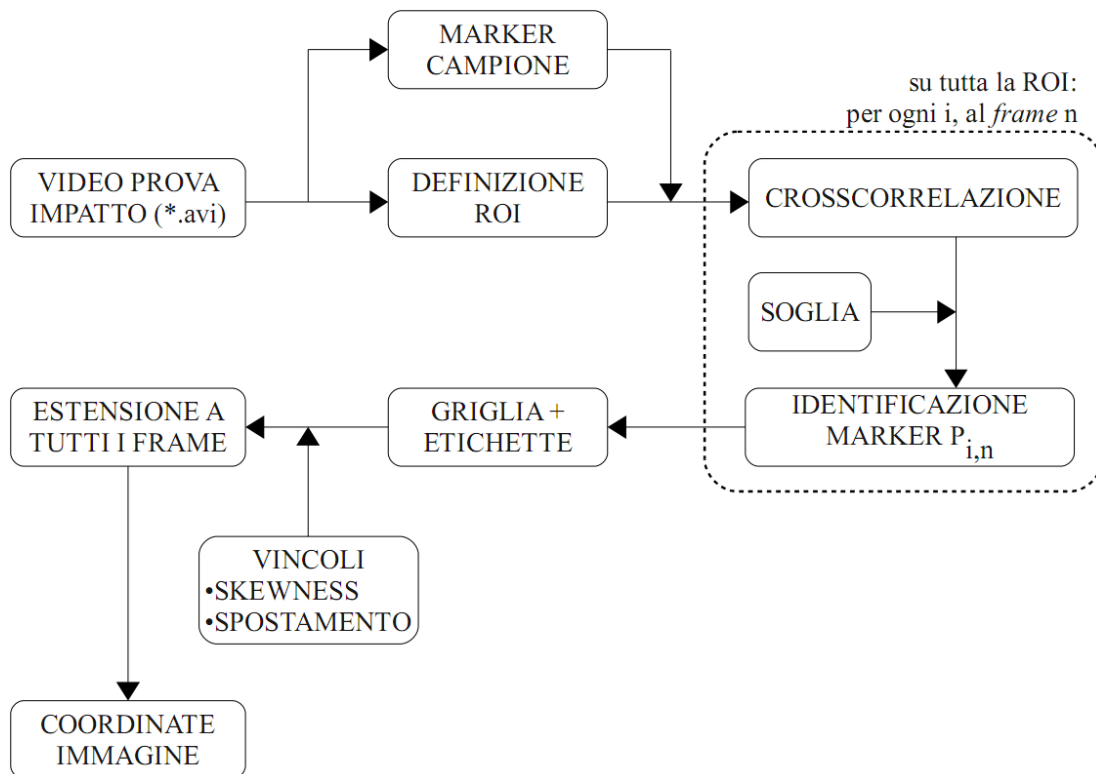 MARKER
CAMPIONE
su tutta la ROI:
per ogni i, al frame n
VIDEO PROVA
IMPATTO (*.avi)
DEFINIZIONE
ROI
CROSSCORRELAZIONE
SOGLIA
ESTENSIONE A
TUTTI I FRAME
GRIGLIA +
ETICHETTE
IDENTIFICAZIONE
MARKER Pi,n
VINCOLI
•SKEWNESS
•SPOSTAMENTO
COORDINATE
IMMAGINE